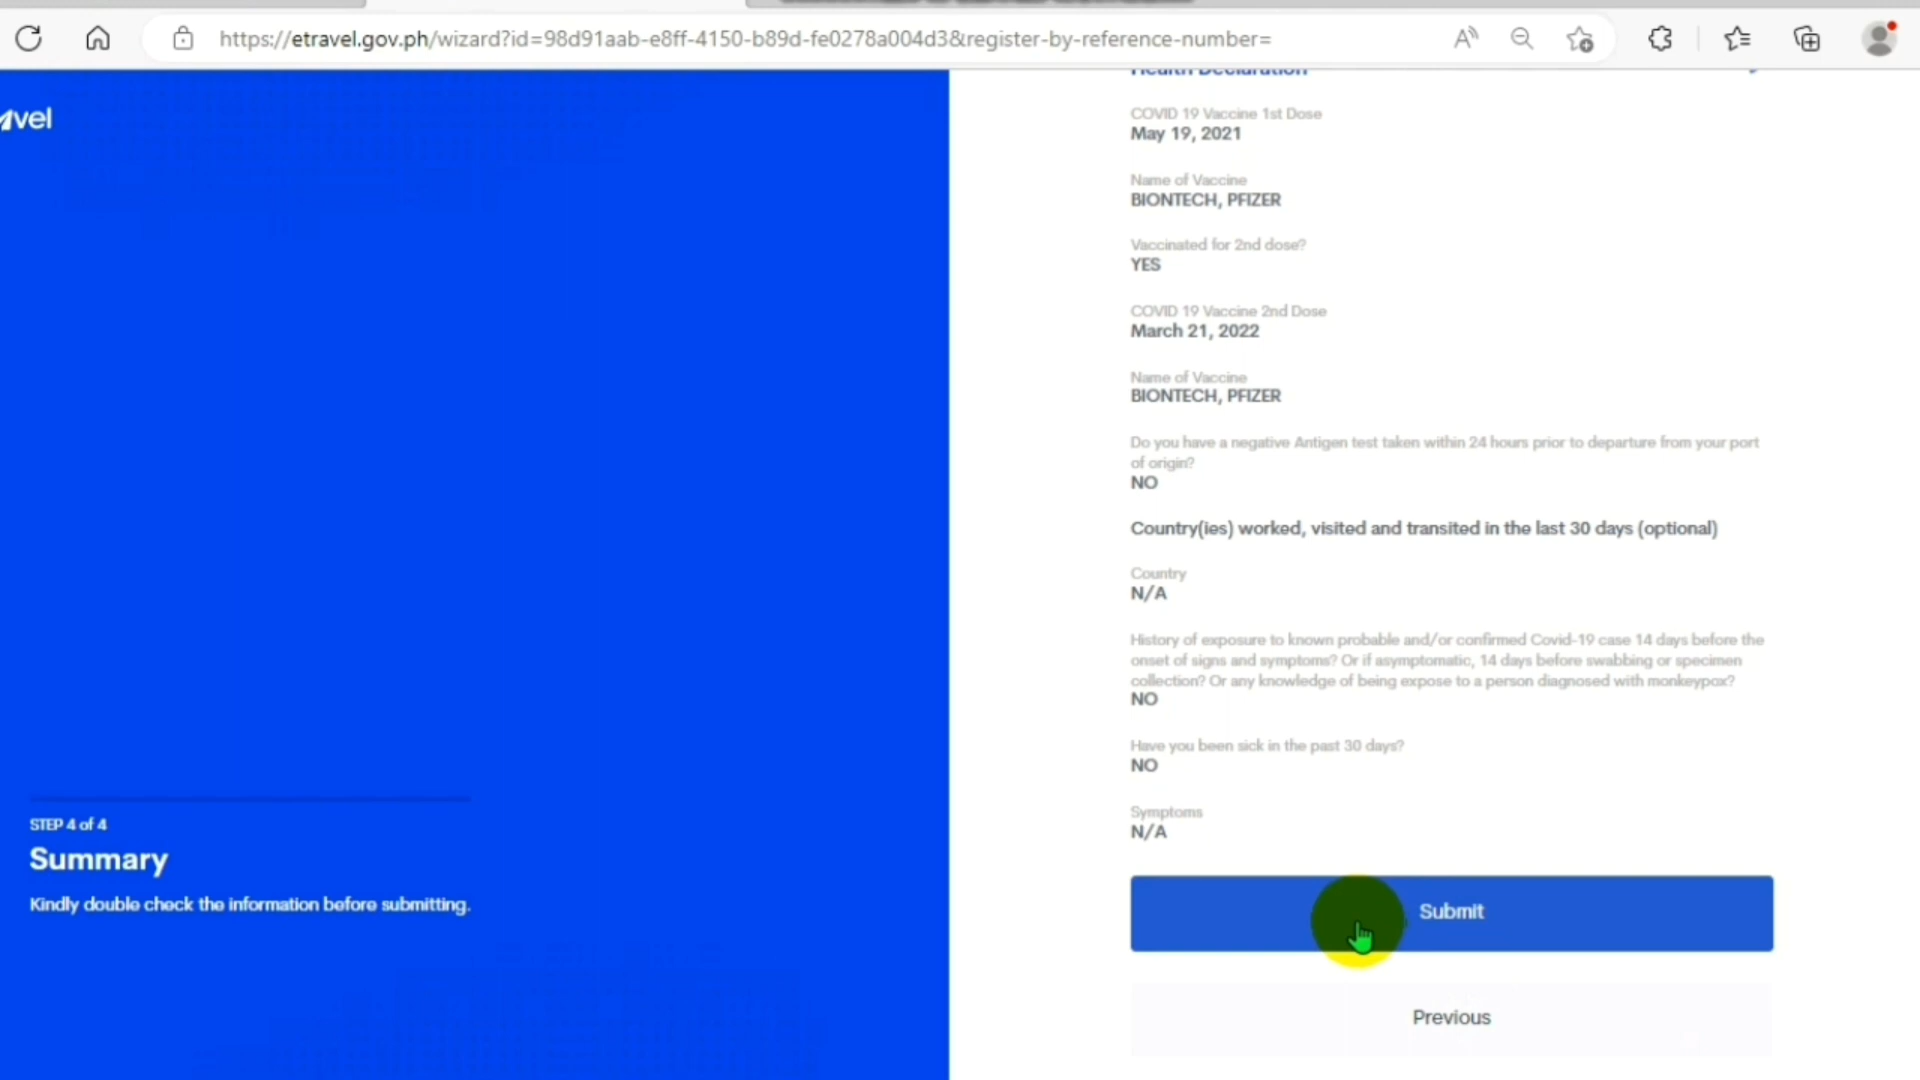 https://etravel.gov.ph/wizard?id=98d91aab-e8ff-4150-b89d-fe0278a004d3&register-by-reference-number=
vel
Health Declaration
COVID 19 Vaccine 1st Dose
May 19, 2021
Name of Vaccine
BIONTECH, PFIZER
Vaccinated for 2nd dose?
YES
COVID 19 Vaccine 2nd Dose
March 21, 2022
Name of Vaccine
BIONTECH, PFIZER
Do you have a negative Antigen test taken within 24 hours prior to departure from your port
of origin?
NO
Country(ies) worked, visited and transited in the last 30 days (optional)
Country
N/A
History of exposure to known probable and/or confirmed Covid-19 case 14 days before the
onset of signs and symptoms? Or if asymptomatic, 14 days before swabbing or specimen
collection? Or any knowledge of being expose to a person diagnosed with monkeypox?
NO
Have you been sick in the past 30 days?
NO
Symptoms
N/A
STEP 4 of 4
Summary
Kindly double check the information before submitting.
Submit
Previous